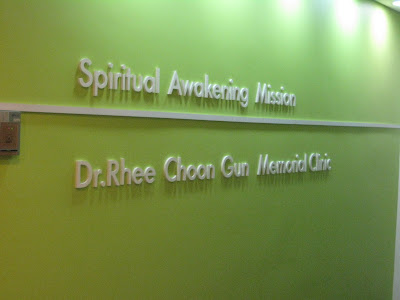 Spiritual Awakening Mission
Dr.Rhee Choon Gun Memorial Clinic